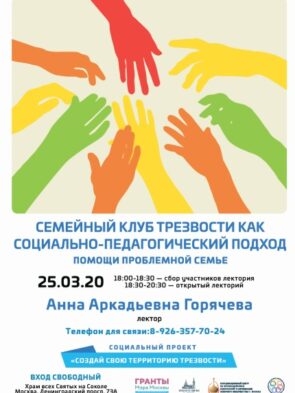 СЕМЕЙНЫЙ КЛУБ ТРЕЗВОСТИ КАК
СОЦИАЛЬНО-ПЕДАГОГИЧЕСКИЙ ПОДХОД
ПОМОЩИ ПРОБЛЕМНОЙ СЕМЬЕ
25.03.20
18:00-18:30 — сбор участников лектория
18:30-20:30 — открытый лекторий
Анна Аркадьевна Горячева
лектор
Телефон для связи:8-926-357-70-24
СОЦИАЛЬНЫЙ ПРОЕКТ
«СОЗДАЙ СВОЮ ТЕРРИТОРИЮ ТРЕЗВОСТИ»
ВХОД СВОБОДНЫЙ
Храм всех Святых на Соколе
Москва, Ленинградский просп. 73А
ГРАНТЫ
Мэра Москвы